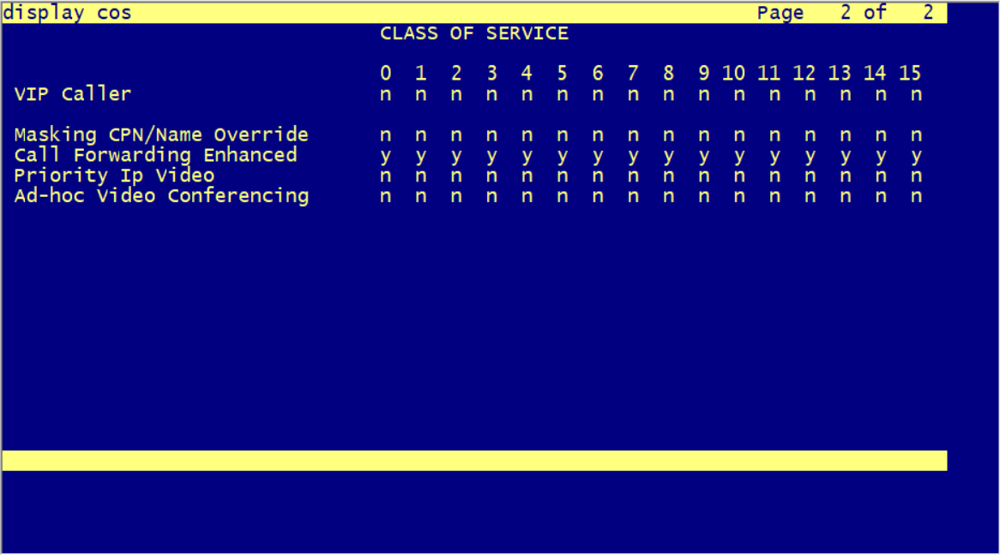 display cos Page 2 of 2
CLASS OF SERVICE
0 1 2 3 4 5 6 7 8 9 10 11 12 13 14 15
VIP Caller n n n n n n n n n n n n n n n n
Masking CPN/Name Override n n n n n n n n n n n n n n n n
Call Forwarding Enhanced y y y y y y y y y y y y y y y y
Priority Ip Video n n n n n n n n n n n n n n n n
Ad-hoc Video Conferencing n n n n n n n n n n n n n n n n